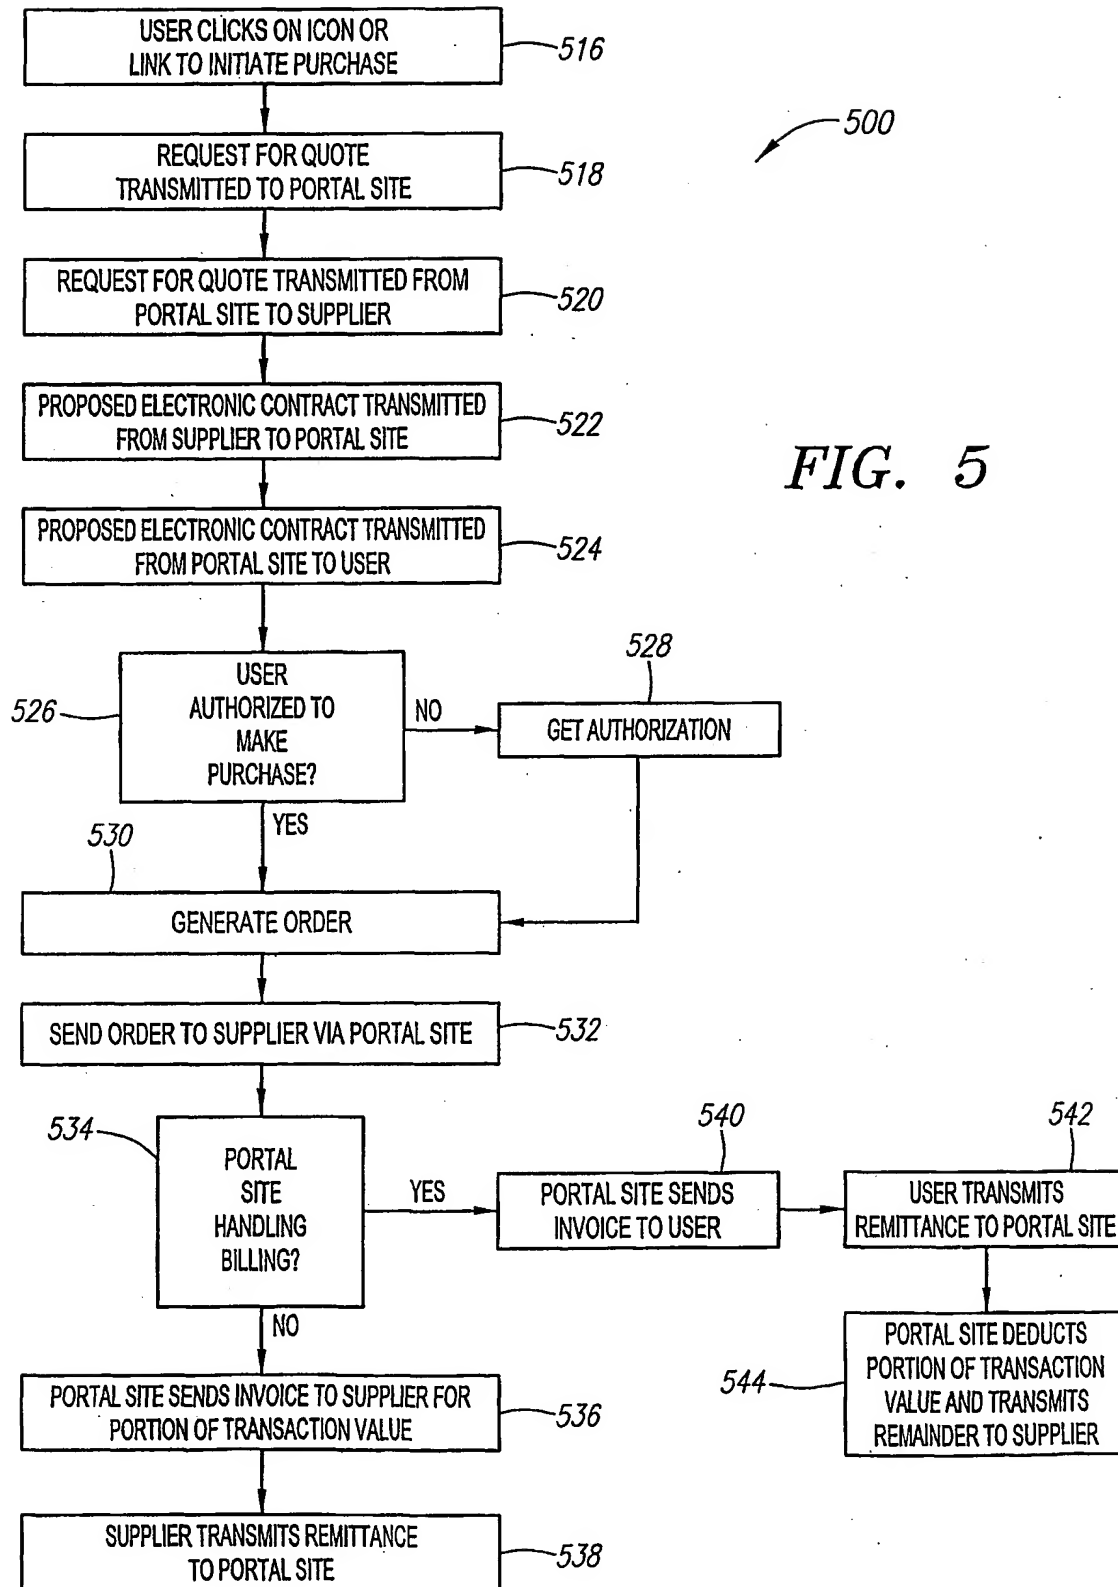 USER CLICKS ON ICON OR
LINK TO INITIATE PURCHASE
516
500
REQUEST FOR QUOTE
TRANSMITTED TO PORTAL SITE
518
REQUEST FOR QUOTE TRANSMITTED FROM
PORTAL SITE TO SUPPLIER
520
PROPOSED ELECTRONIC CONTRACT TRANSMITTED
FROM SUPPLIER TO PORTAL SITE
522
FIG. 5
PROPOSED ELECTRONIC CONTRACT TRANSMITTED
FROM PORTAL SITE TO USER
524
526
USER
AUTHORIZED TO
MAKE
PURCHASE?
NO
528
GET AUTHORIZATION
YES
530
GENERATE ORDER
SEND ORDER TO SUPPLIER VIA PORTAL SITE
532
534
PORTAL
SITE
HANDLING
BILLING?
YES
540
PORTAL SITE SENDS
INVOICE TO USER
542
USER TRANSMITS
REMITTANCE TO PORTAL SITE
NO
544
PORTAL SITE DEDUCTS
PORTION OF TRANSACTION
VALUE AND TRANSMITS
REMAINDER TO SUPPLIER
PORTAL SITE SENDS INVOICE TO SUPPLIER FOR
PORTION OF TRANSACTION VALUE
536
SUPPLIER TRANSMITS REMITTANCE
TO PORTAL SITE
538